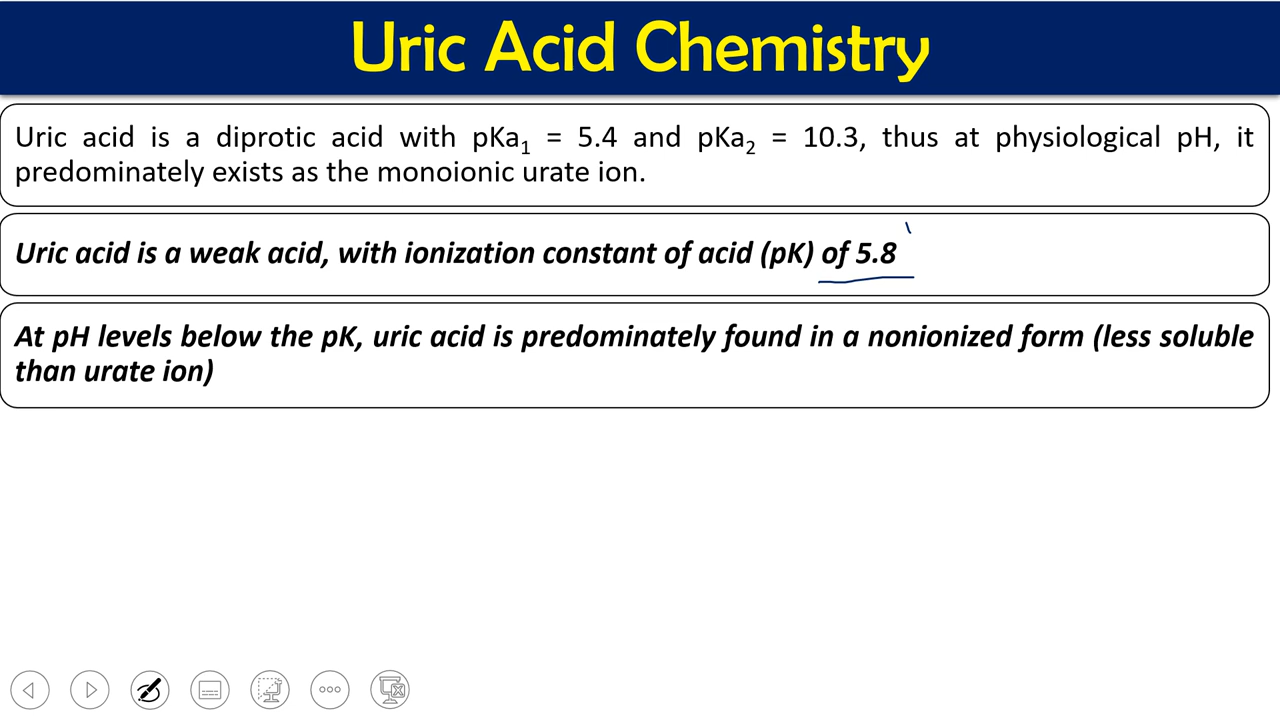 Uric Acid Chemistry
Uric acid is a diprotic acid with pKa₁ = 5.4 and pKa₂ = 10.3, thus at physiological pH, it
predominately exists as the monoionic urate ion.
Uric acid is a weak acid, with ionization constant of acid (pK) of 5.8
At pH levels below the pK, uric acid is predominately found in a nonionized form (less soluble
than urate ion)